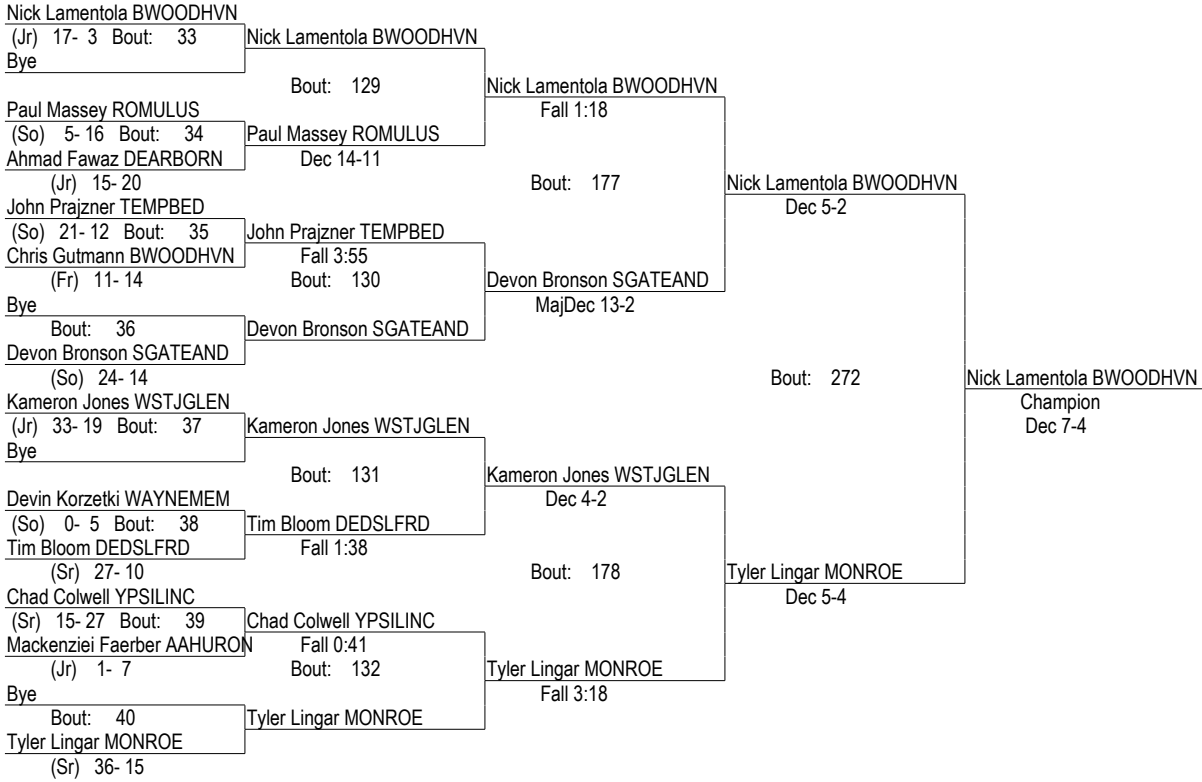 Nick Lamentola BWOODHVN
(Jr) 17- 3 Bout: 33
Bye
Nick Lamentola BWOODHVN
Bout: 129
Paul Massey ROMULUS
(So) 5- 16 Bout: 34
Ahmad Fawaz DEARBORN
(Jr) 15- 20
Paul Massey ROMULUS
Dec 14-11
Nick Lamentola BWOODHVN
Fall 1:18
Bout: 177
John Prajzner TEMPBED
(So) 21- 12 Bout: 35
Chris Gutmann BWOODHVN
(Fr) 11- 14
John Prajzner TEMPBED
Fall 3:55
Bout: 130
Bye
Bout: 36
Devon Bronson SGATEAND
(So) 24- 14
Devon Bronson SGATEAND
Devon Bronson SGATEAND
MajDec 13-2
Nick Lamentola BWOODHVN
Dec 5-2
Bout: 272
Kameron Jones WSTJGLEN
(Jr) 33- 19 Bout: 37
Bye
Kameron Jones WSTJGLEN
Bout: 131
Devin Korzetki WAYNEMEM
(So) 0- 5 Bout: 38
Tim Bloom DEDSLFRD
(Sr) 27- 10
Tim Bloom DEDSLFRD
Fall 1:38
Kameron Jones WSTJGLEN
Dec 4-2
Bout: 178
Chad Colwell YPSILINC
(Sr) 15- 27 Bout: 39
Mackenziei Faerber AAHURON
(Jr) 1- 7
Chad Colwell YPSILINC
Fall 0:41
Bout: 132
Bye
Bout: 40
Tyler Lingar MONROE
(Sr) 36- 15
Tyler Lingar MONROE
Tyler Lingar MONROE
Fall 3:18
Tyler Lingar MONROE
Dec 5-4
Nick Lamentola BWOODHVN
Champion
Dec 7-4